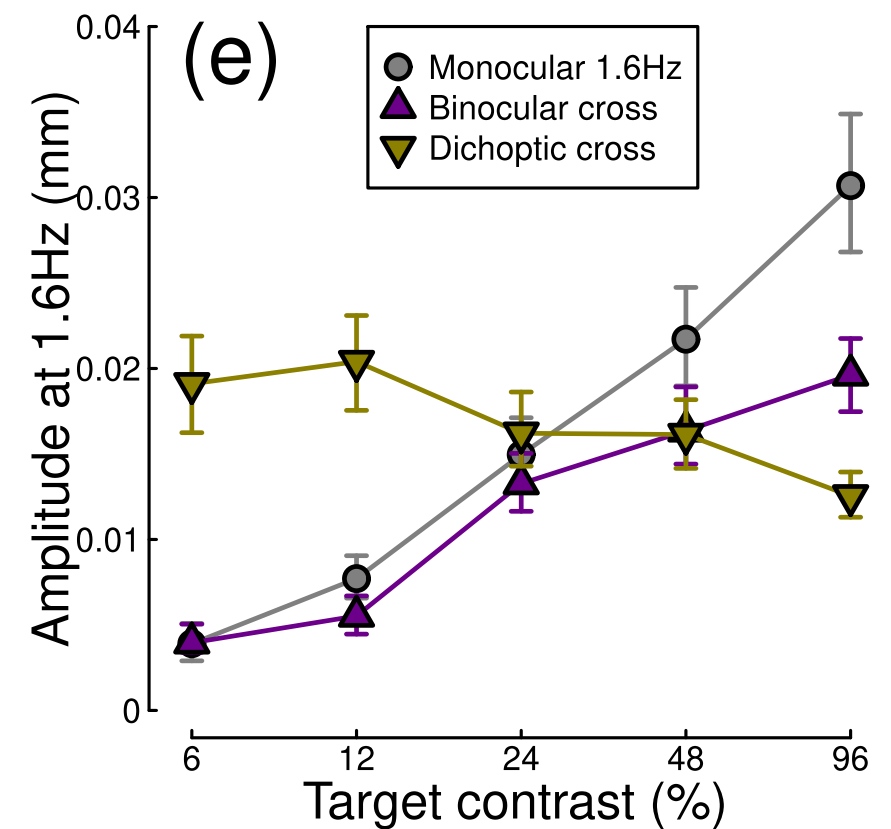 (e)
Monocular 1.6Hz
Binocular cross
Dichoptic cross
Amplitude at 1.6Hz (mm)
0.04
0.03
0.02
0.01
0
6 12 24 48 96
Target contrast (%)